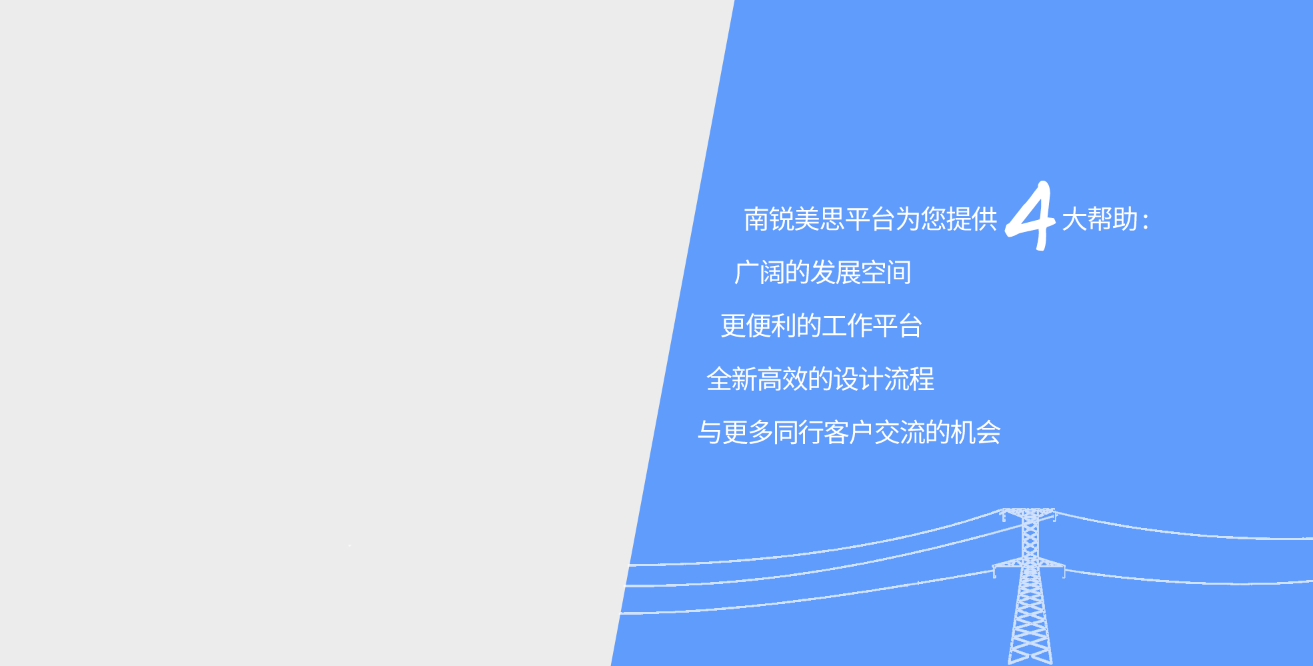 南锐美思平台为您提供4大帮助:
广阔的发展空间
更便利的工作平台
全新高效的设计流程
与更多同行客户交流的机会